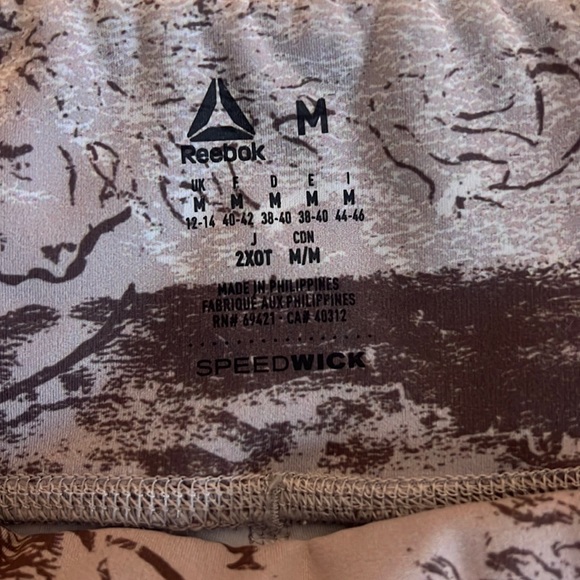 M
Reebok
UK F D E I
M M M M M
12-14 40-42 38-40 38-40 44-46
J CDN
2XOT M/M
MADE IN PHILIPPINES
FABRIQUÉ AUX PHILIPPINES
RN# 69421 - CA# 40312
SPEEDWICK